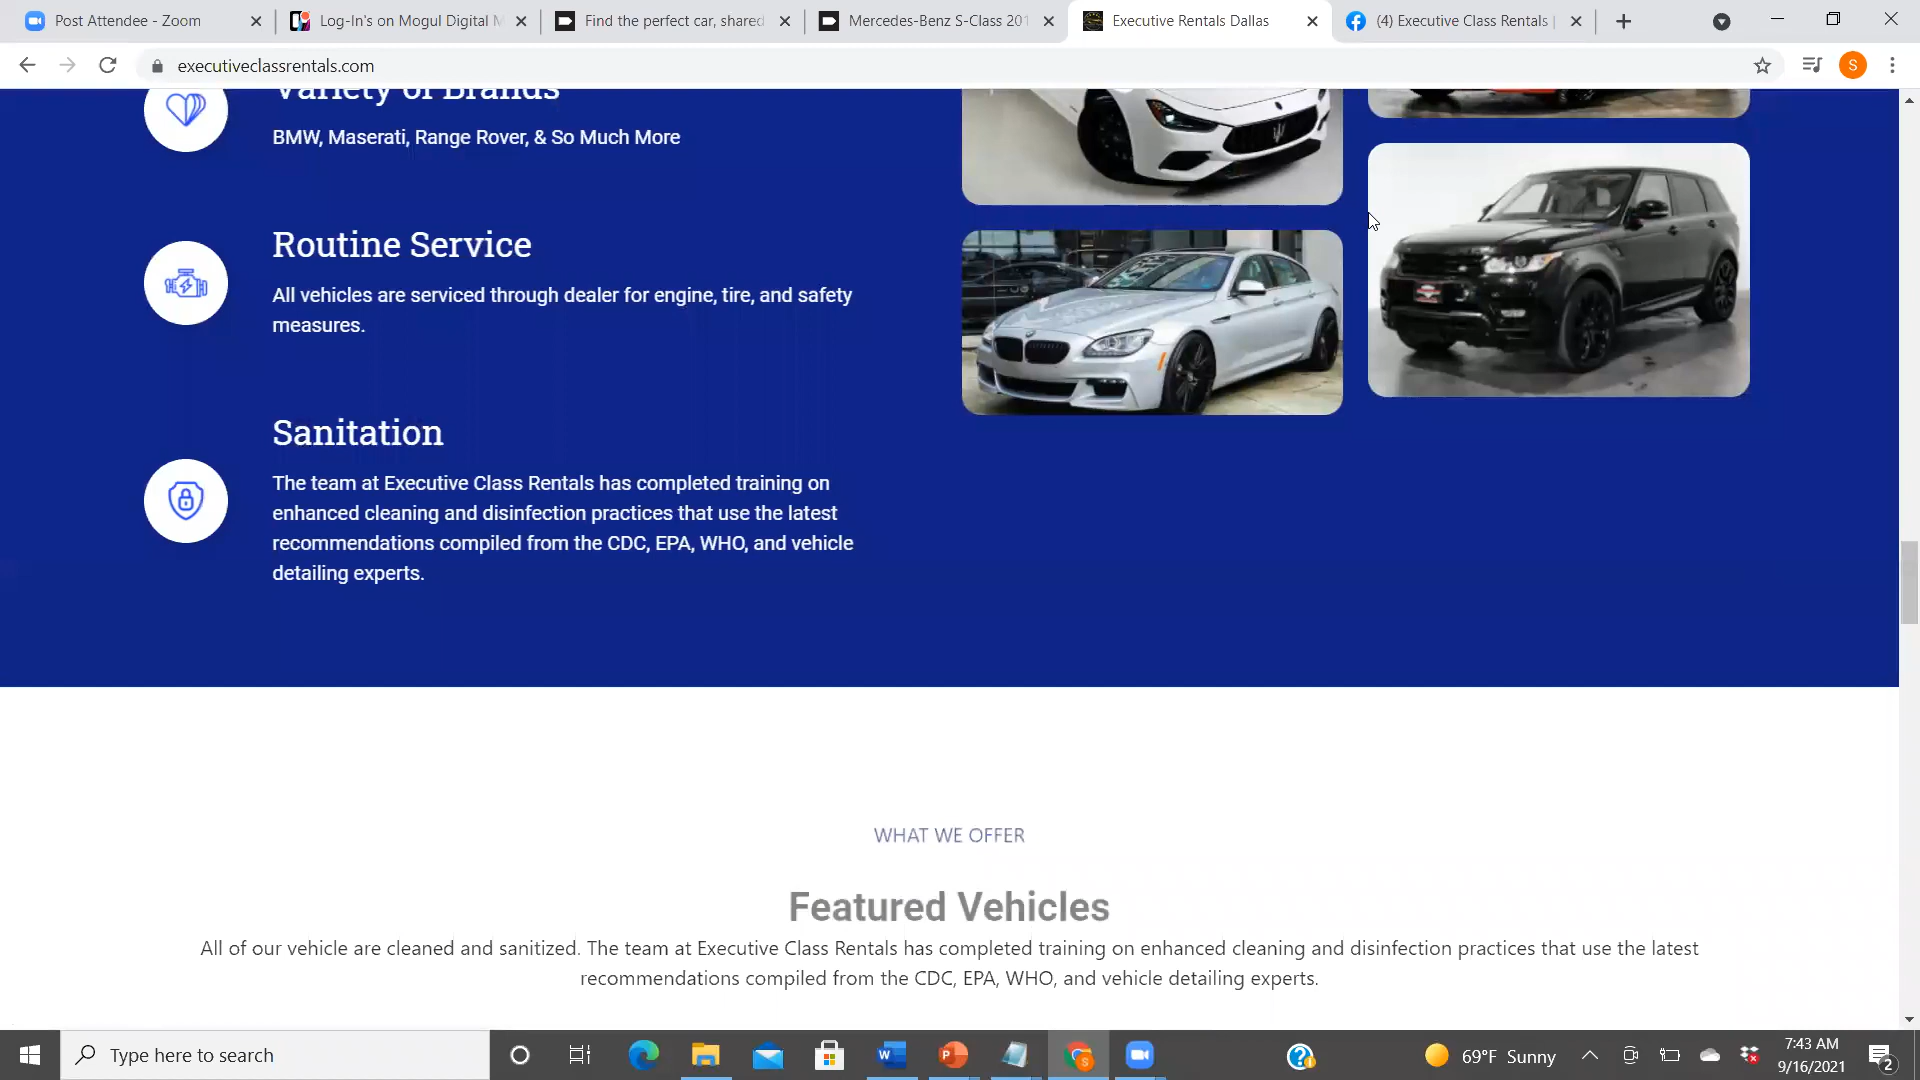 Post Attendee - Zoom
Log-In's on Mogul Digital M
Find the perfect car, shared
Mercedes-Benz S-Class 201
Executive Rentals Dallas
(4) Executive Class Rentals |
executiveclassrentals.com
S
Variety of Brands
BMW, Maserati, Range Rover, & So Much More
Routine Service
All vehicles are serviced through dealer for engine, tire, and safety
measures.
Sanitation
The team at Executive Class Rentals has completed training on
enhanced cleaning and disinfection practices that use the latest
recommendations compiled from the CDC, EPA, WHO, and vehicle
detailing experts.
WHAT WE OFFER
Featured Vehicles
All of our vehicle are cleaned and sanitized. The team at Executive Class Rentals has completed training on enhanced cleaning and disinfection practices that use the latest
recommendations compiled from the CDC, EPA, WHO, and vehicle detailing experts.
Type here to search
69°F Sunny
7:43 AM
9/16/2021
2